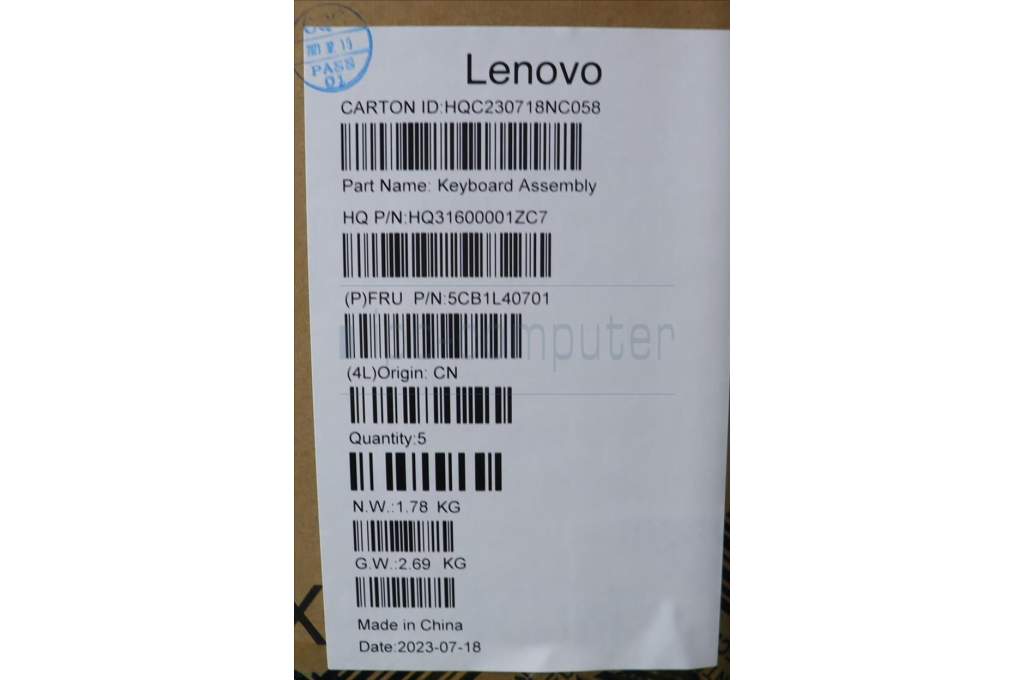 PASS
01
Lenovo
CARTON ID:HQC230718NC058
Part Name: Keyboard Assembly
HQ P/N:HQ31600001ZC7
(P)FRU P/N:5CB1L40701
computer
(4L)Origin: CN
Quantity:5
N.W.:1.78 KG
G.W.:2.69 KG
Made in China
Date:2023-07-18